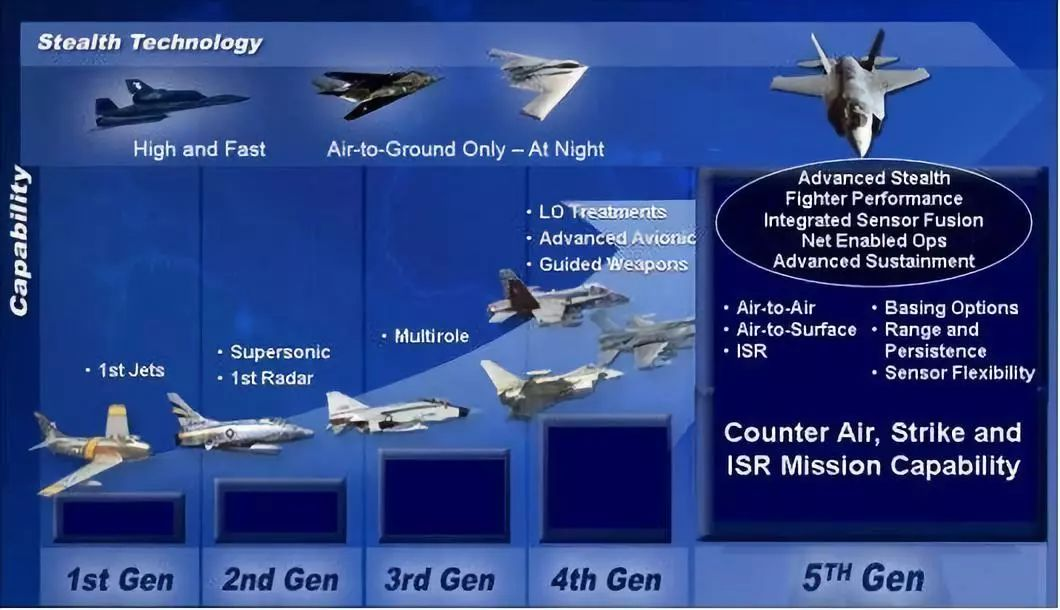 Stealth Technology
High and Fast
Air-to-Ground Only – At Night
Capability
• 1st Jets
• Supersonic
• 1st Radar
• Multirole
• LO Treatments
• Advanced Avionic
• Guided Weapons
Advanced Stealth
Fighter Performance
Integrated Sensor Fusion
Net Enabled Ops
Advanced Sustainment
• Air-to-Air
• Air-to-Surface
• ISR
• Basing Options
• Range and
Persistence
• Sensor Flexibility
Counter Air, Strike and
ISR Mission Capability
1st Gen
2nd Gen
3rd Gen
4th Gen
5TH Gen